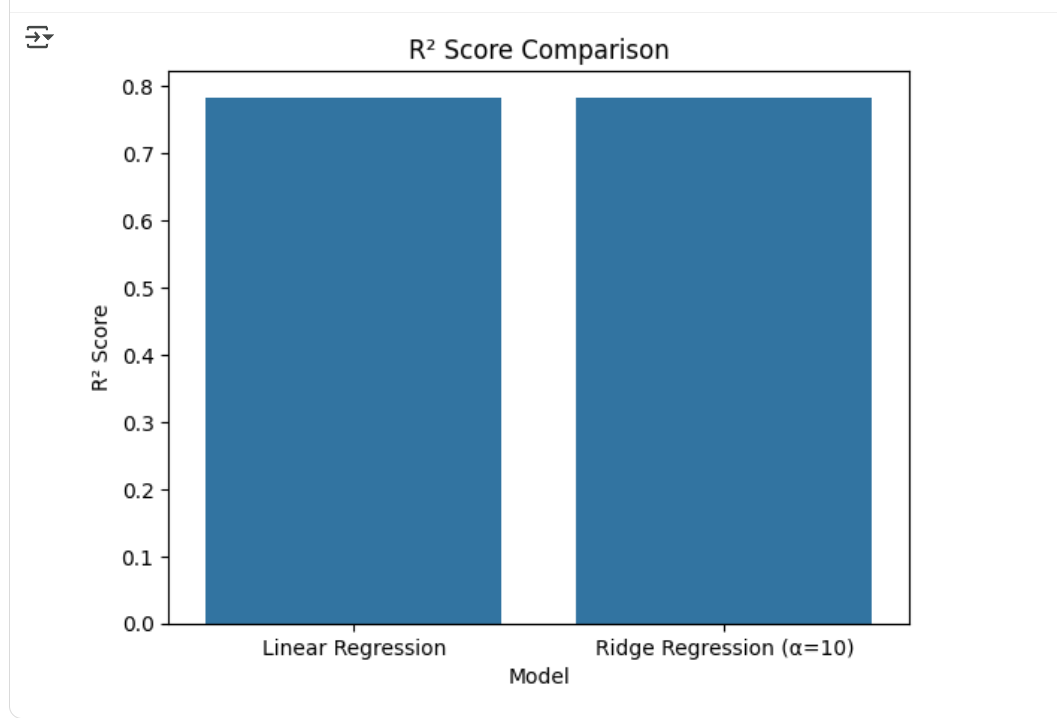 R² Score Comparison
R² Score
0.8
0.7
0.6
0.5
0.4
0.3
0.2
0.1
0.0
Linear Regression
Ridge Regression (α=10)
Model